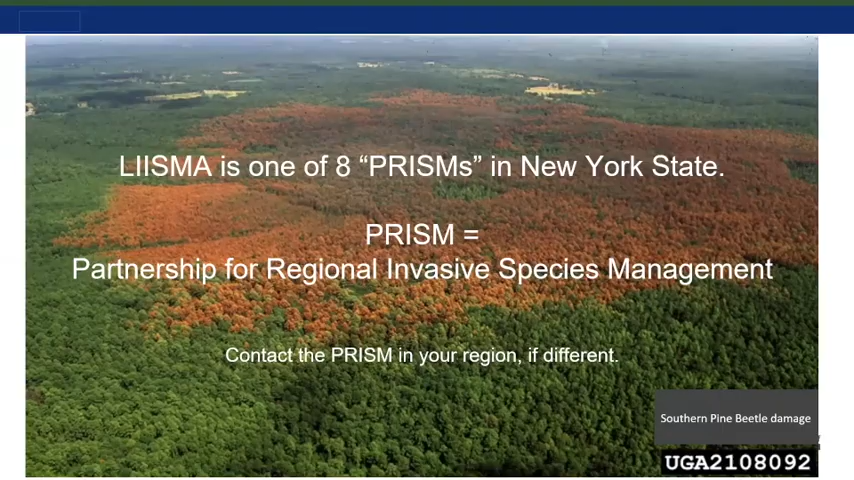 LIISMA is one of 8 “PRISMs” in New York State.
PRISM =
Partnership for Regional Invasive Species Management
Contact the PRISM in your region, if different.
Southern Pine Beetle damage
UGA2108092